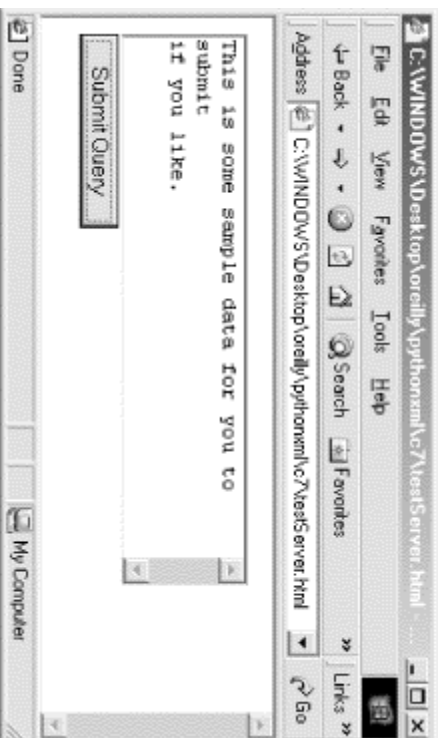 C:\WINDOWS\Desktop\oreilly\pythonxml\c7\testServer.html - ...
File Edit View Favorites Tools Help
Back Search Favorites » Links »
Address C:\WINDOWS\Desktop\oreilly\pythonxml\c7\testServer.html Go
This is some sample data for you to
submit
if you like.
Submit Query
Done My Computer